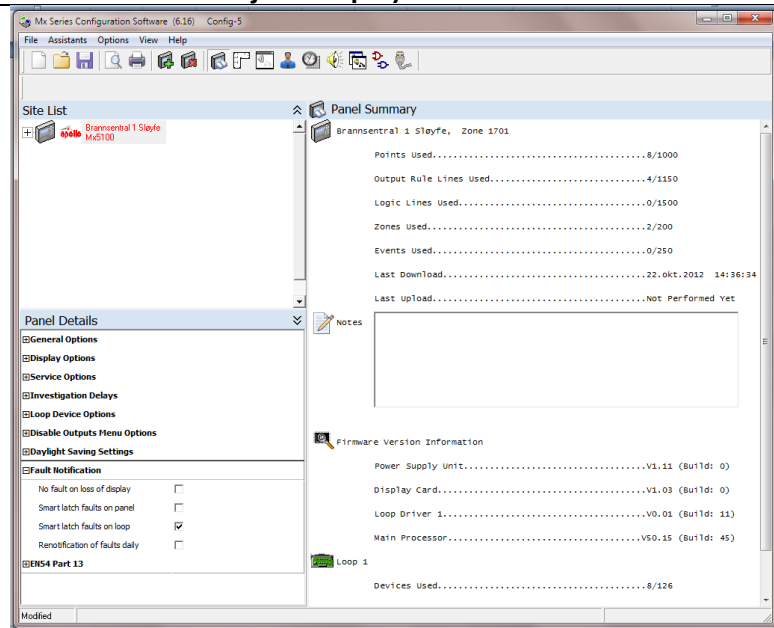 Mx Series Configuration Software (6.16) Config-5
File Assistants Options View Help
Site List
apollo
Brannsentral 1 Sløyfe
Mx5100
Panel Details
General Options
Display Options
Service Options
Investigation Delays
Loop Device Options
Disable Outputs Menu Options
Daylight Saving Settings
Fault Notification
No fault on loss of display
Smart latch faults on panel
Smart latch faults on loop
Renotification of faults daily
EN54 Part 13
Panel Summary
Brannsentral 1 Sløyfe, Zone 1701
Points Used........................................8/1000
Output Rule Lines Used.............................4/1150
Logic Lines Used...................................0/1500
Zones Used.........................................2/200
Events Used........................................0/250
Last Download......................................22.okt.2012 14:36:34
Last Upload........................................Not Performed Yet
Notes
Firmware Version Information
Power Supply Unit..................................V1.11 (Build: 0)
Display Card.......................................V1.03 (Build: 0)
Loop Driver 1......................................V0.01 (Build: 11)
Main Processor....................................V50.15 (Build: 45)
Loop 1
Devices Used.......................................8/126
Modified